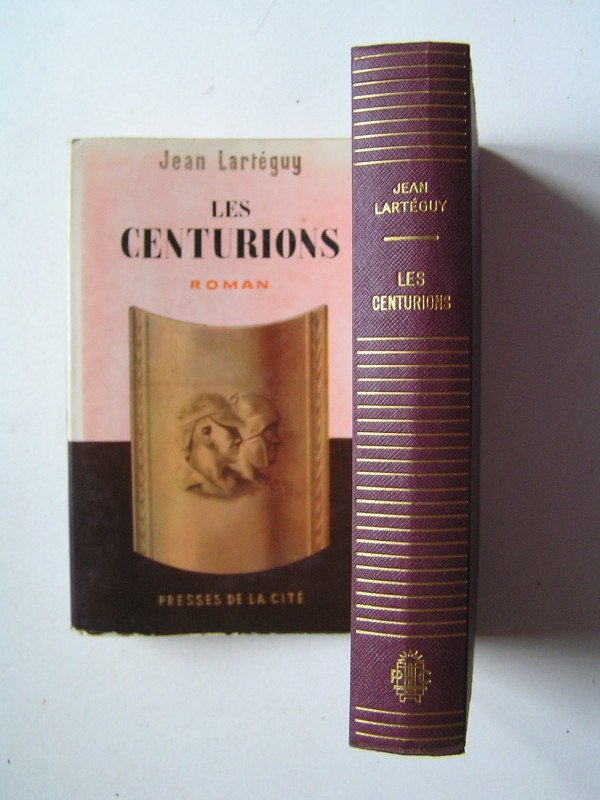 Jean Lartéguy
LES
CENTURIONS
ROMAN
PRESSES DE LA CITÉ
JEAN
LARTÉGUY
LES
CENTURIONS